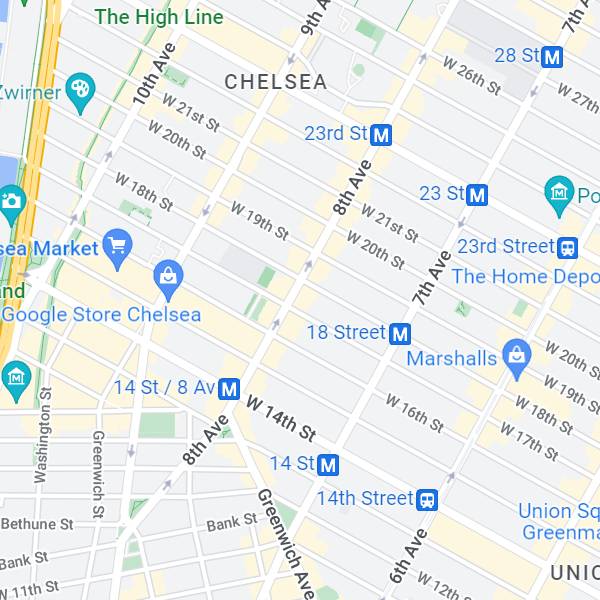 The High Line
9th A
7th A
10th Ave
28 St
CHELSEA
W 26th St
W 27th
Zwirner
W 21st St
23rd St
W 20th St
8th Ave
W 18th St
23 St
Po
W 19th St
W 21st St
W 20th St
sea Market
23rd Street
7th Ave
The Home Depo
and
Google Store Chelsea
18 Street
Marshalls
W 20th St
14 St / 8 Av
W 19th St
Washington St
W 14th St
W 16th St
W 18th St
Greenwich St
8th Ave
W 17th St
14 St
14th Street
Greenwich Ave
Bethune St
Bank St
Union Sq
Greenma
Bank St
6th Ave
UNIO
W 11th St
W 12th St